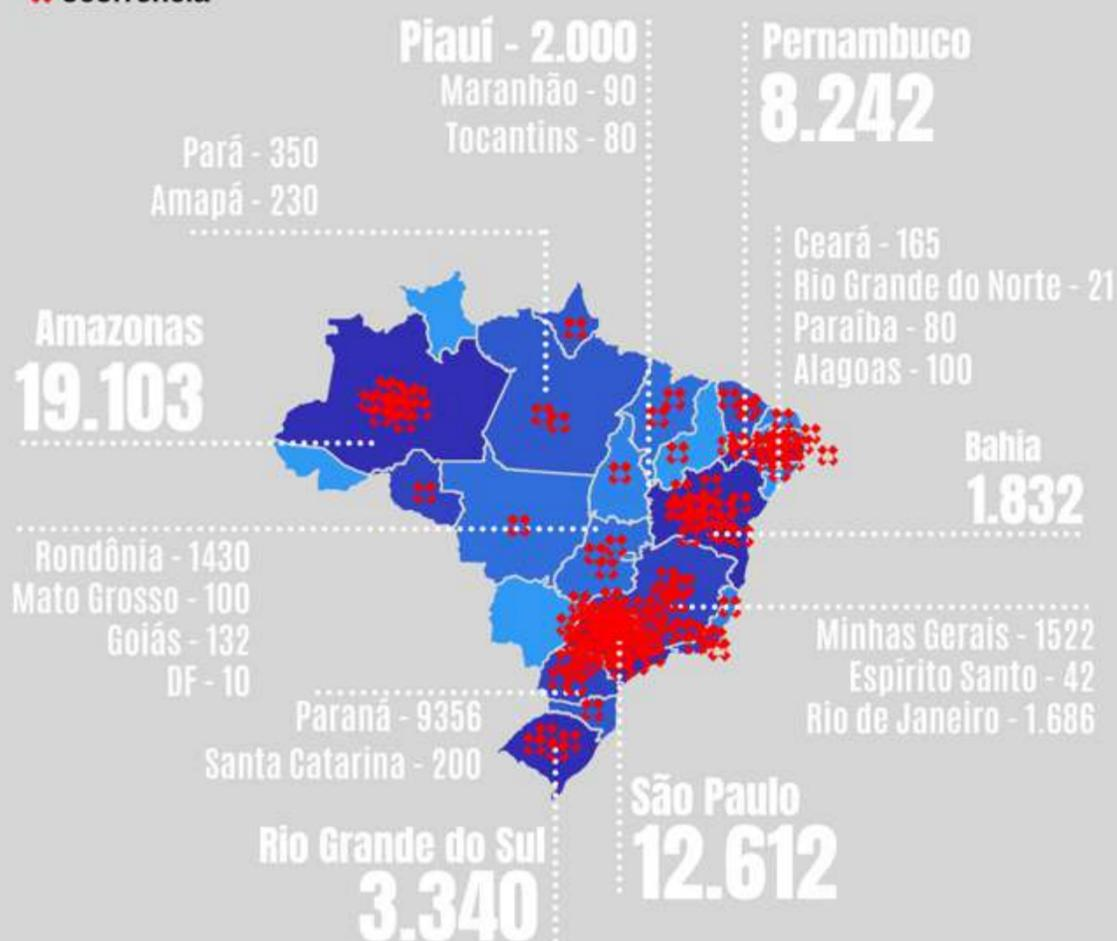 Piauí - 2.000
Maranhão - 90
Tocantins - 80
Pernambuco
8.242
Pará - 350
Amapá - 230
Ceará - 165
Rio Grande do Norte - 21
Paraíba - 80
Alagoas - 100
Amazonas
19.103
Bahia
1.832
Rondônia - 1430
Mato Grosso - 100
Goiás - 132
DF - 10
Minhas Gerais - 1522
Espírito Santo - 42
Rio de Janeiro - 1.686
Paraná - 9356
Santa Catarina - 200
São Paulo
12.612
Rio Grande do Sul
3.340